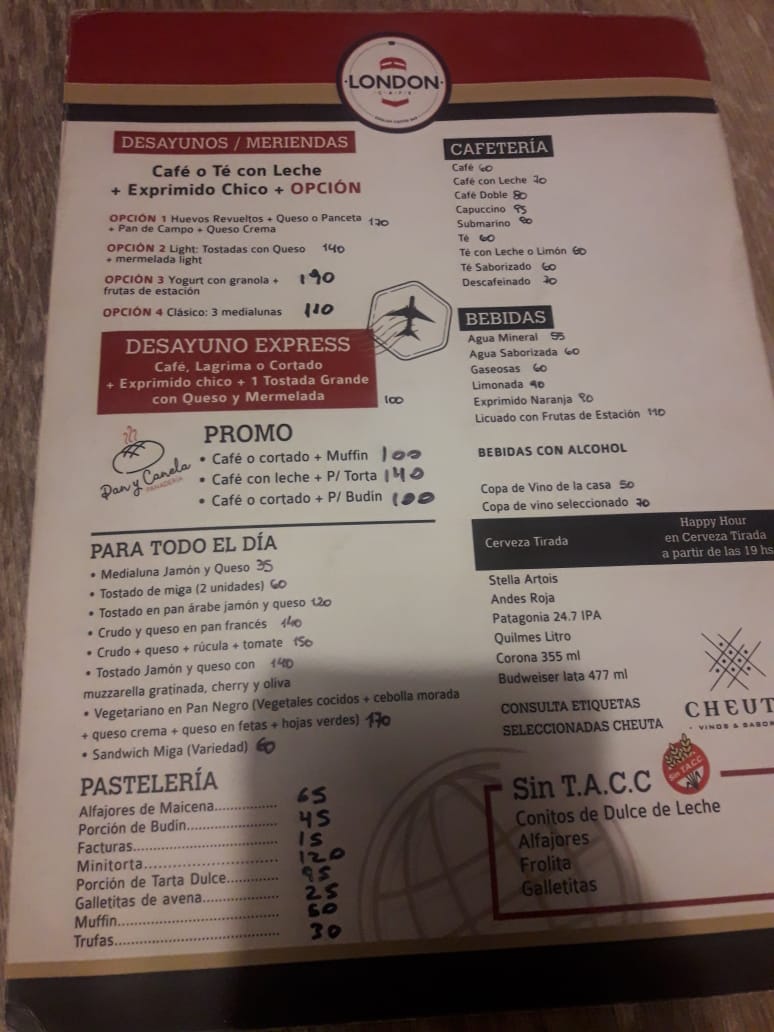 LONDON
CAFE
DESAYUNOS / MERIENDAS
Café o Té con Leche
+ Exprimido Chico + OPCIÓN
OPCIÓN 1 Huevos Revueltos + Queso o Panceta 170
+ Pan de Campo + Queso Crema
OPCIÓN 2 Light: Tostadas con Queso 140
+ mermelada light
OPCIÓN 3 Yogurt con granola + 190
frutas de estación
OPCIÓN 4 Clásico: 3 medialunas 110
DESAYUNO EXPRESS
Café, Lagrima o Cortado
+ Exprimido chico + 1 Tostada Grande
con Queso y Mermelada 100
Pan y Canela
PANADERÍA
PROMO
• Café o cortado + Muffin 100
• Café con leche + P/ Torta 140
• Café o cortado + P/ Budín 100
PARA TODO EL DÍA
• Medialuna Jamón y Queso 35
• Tostado de miga (2 unidades) 60
• Tostado en pan árabe jamón y queso 120
• Crudo y queso en pan francés 140
• Crudo + queso + rúcula + tomate 150
• Tostado Jamón y queso con 140
muzzarella gratinada, cherry y oliva
• Vegetariano en Pan Negro (Vegetales cocidos + cebolla morada
+ queso crema + queso en fetas + hojas verdes) 170
• Sandwich Miga (Variedad) 60
PASTELERÍA
Alfajores de Maicena............... 65
Porción de Budín.................... 45
Facturas............................ 15
Minitorta........................... 120
Porción de Tarta Dulce............ 95
Galletitas de avena................. 25
Muffin.............................. 60
Trufas.............................. 30
CAFETERÍA
Café 60
Café con Leche 70
Café Doble 80
Capuccino 95
Submarino 90
Té 60
Té con Leche o Limón 60
Té Saborizado 60
Descafeinado 70
BEBIDAS
Agua Mineral 55
Agua Saborizada 60
Gaseosas 60
Limonada 90
Exprimido Naranja 80
Licuado con Frutas de Estación 110
BEBIDAS CON ALCOHOL
Copa de Vino de la casa 50
Copa de vino seleccionado 70
Cerveza Tirada
Happy Hour
en Cerveza Tirada
a partir de las 19 hs
Stella Artois
Andes Roja
Patagonia 24.7 IPA
Quilmes Litro
Corona 355 ml
Budweiser lata 477 ml
CONSULTA ETIQUETAS
SELECCIONADAS CHEUTA
CHEUT
VINOS & SABOR
Sin T.A.C.C
Sin T.A.C.C
Conitos de Dulce de Leche
Alfajores
Frolita
Galletitas